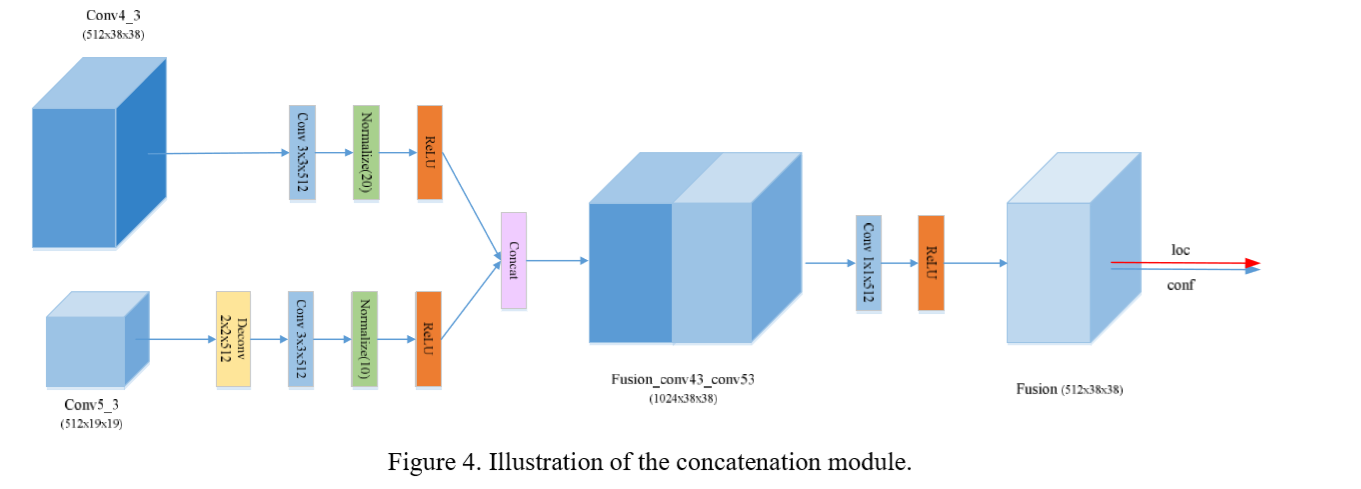 Conv4_3
(512x38x38)
Conv 3x3x512
Normalize(20)
ReLU
Concat
Deconv
2x2x512
Conv 3x3x512
Normalize(10)
ReLU
Conv5_3
(512x19x19)
Fusion_conv43_conv53
(1024x38x38)
Conv 1x1x512
ReLU
loc
conf
Fusion (512x38x38)
Figure 4. Illustration of the concatenation module.